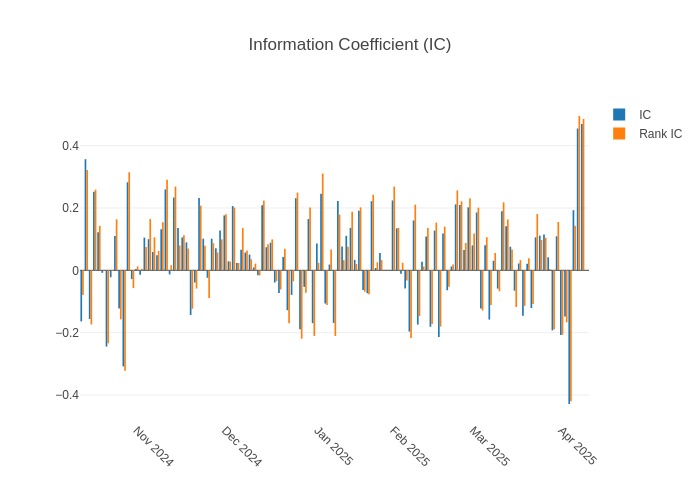 Information Coefficient (IC)
IC
Rank IC
0.4
0.2
0
−0.2
−0.4
Nov 2024
Dec 2024
Jan 2025
Feb 2025
Mar 2025
Apr 2025